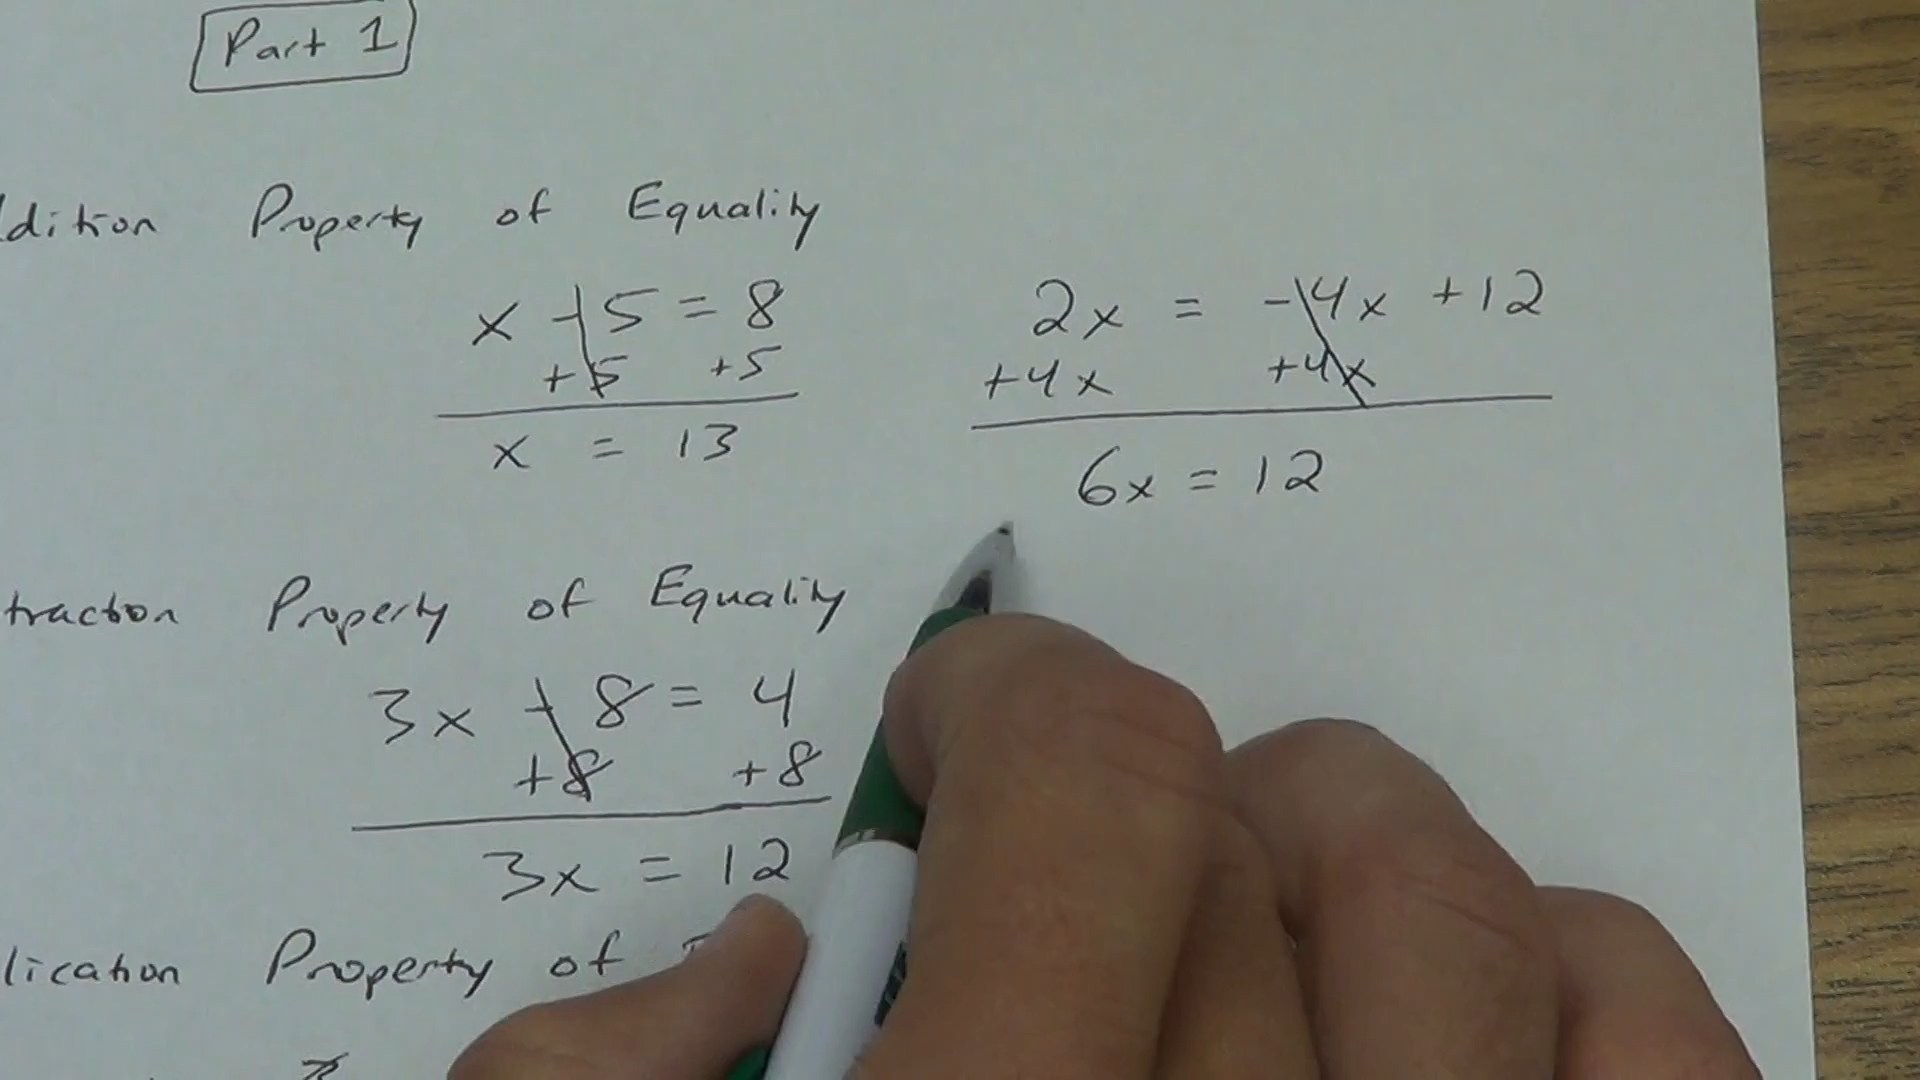 Part 1
ddition Property of Equality
x - 5 = 8
+5 +5
x = 13
2x = -4x +12
+4x +4x
6x = 12
traction Property of Equality
3x - 8 = 4
+8 +8
3x = 12
lication Property of